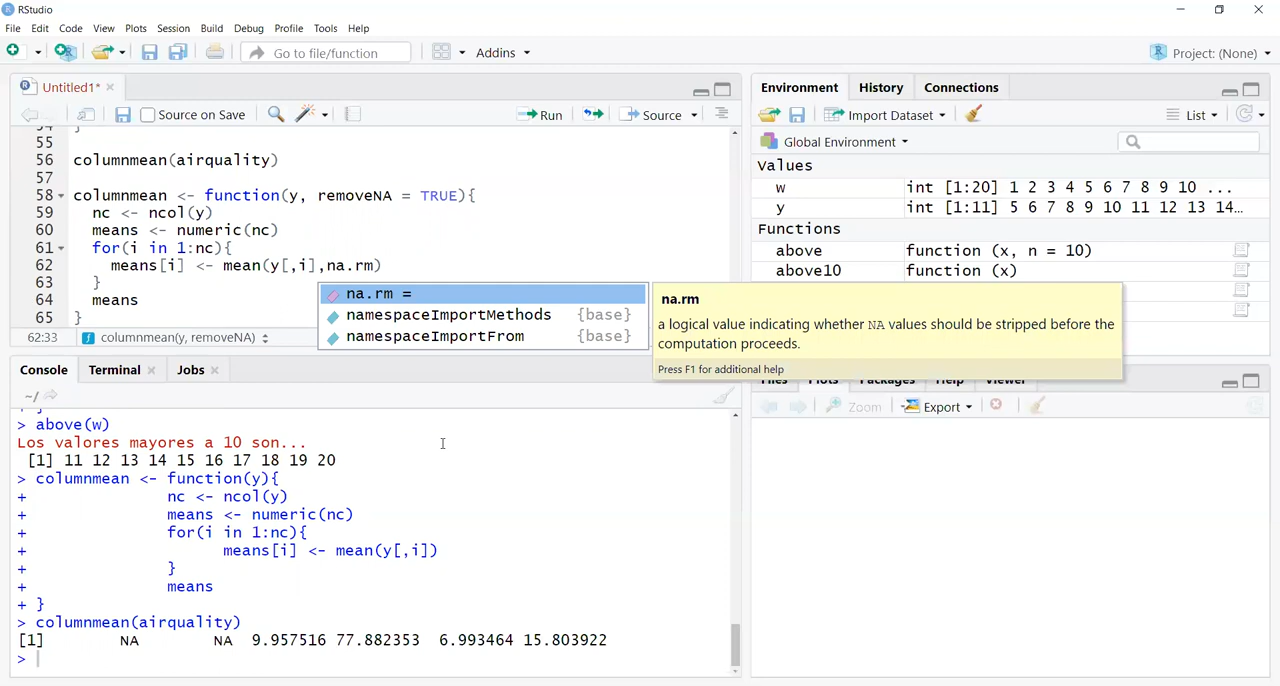 RStudio
File Edit Code View Plots Session Build Debug Profile Tools Help
Go to file/function
Addins
Project: (None)
Untitled1*
Source on Save
Run
Source
55
56 columnmean(airquality)
57
58 columnmean <- function(y, removeNA = TRUE){
59 nc <- ncol(y)
60 means <- numeric(nc)
61 for(i in 1:nc){
62 means[i] <- mean(y[,i],na.rm)
63 }
64 means
65 }
na.rm =
namespaceImportMethods {base}
namespaceImportFrom {base}
na.rm
a logical value indicating whether NA values should be stripped before the
computation proceeds.
Press F1 for additional help
62:33 columnmean(y, removeNA)
Environment History Connections
Import Dataset
List
Global Environment
Values
w int [1:20] 1 2 3 4 5 6 7 8 9 10 ...
y int [1:11] 5 6 7 8 9 10 11 12 13 14…
Functions
above function (x, n = 10)
above10 function (x)
Console Terminal Jobs
~/
> above(w)
Los valores mayores a 10 son...
[1] 11 12 13 14 15 16 17 18 19 20
> columnmean <- function(y){
+ nc <- ncol(y)
+ means <- numeric(nc)
+ for(i in 1:nc){
+ means[i] <- mean(y[,i])
+ }
+ means
+ }
> columnmean(airquality)
[1] NA NA 9.957516 77.882353 6.993464 15.803922
>
Files Plots Packages Help Viewer
Zoom
Export